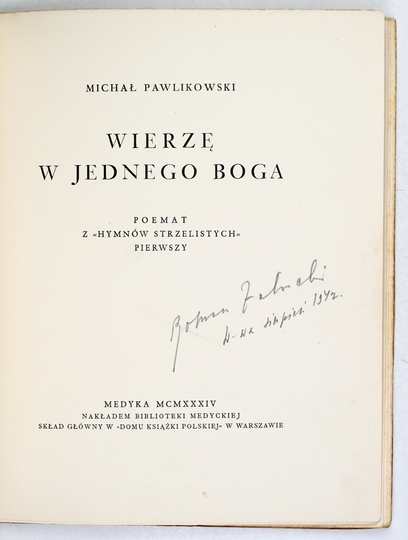 MICHAŁ PAWLIKOWSKI
WIERZĘ
W JEDNEGO BOGA
POEMAT
Z «HYMNÓW STRZELISTYCH»
PIERWSZY
Roman
W-wa sierpień 1942.
MEDYKA MCMXXXIV
NAKŁADEM BIBLIOTEKI MEDYCKIEJ
SKŁAD GŁÓWNY W «DOMU KSIĄŻKI POLSKIEJ» W WARSZAWIE